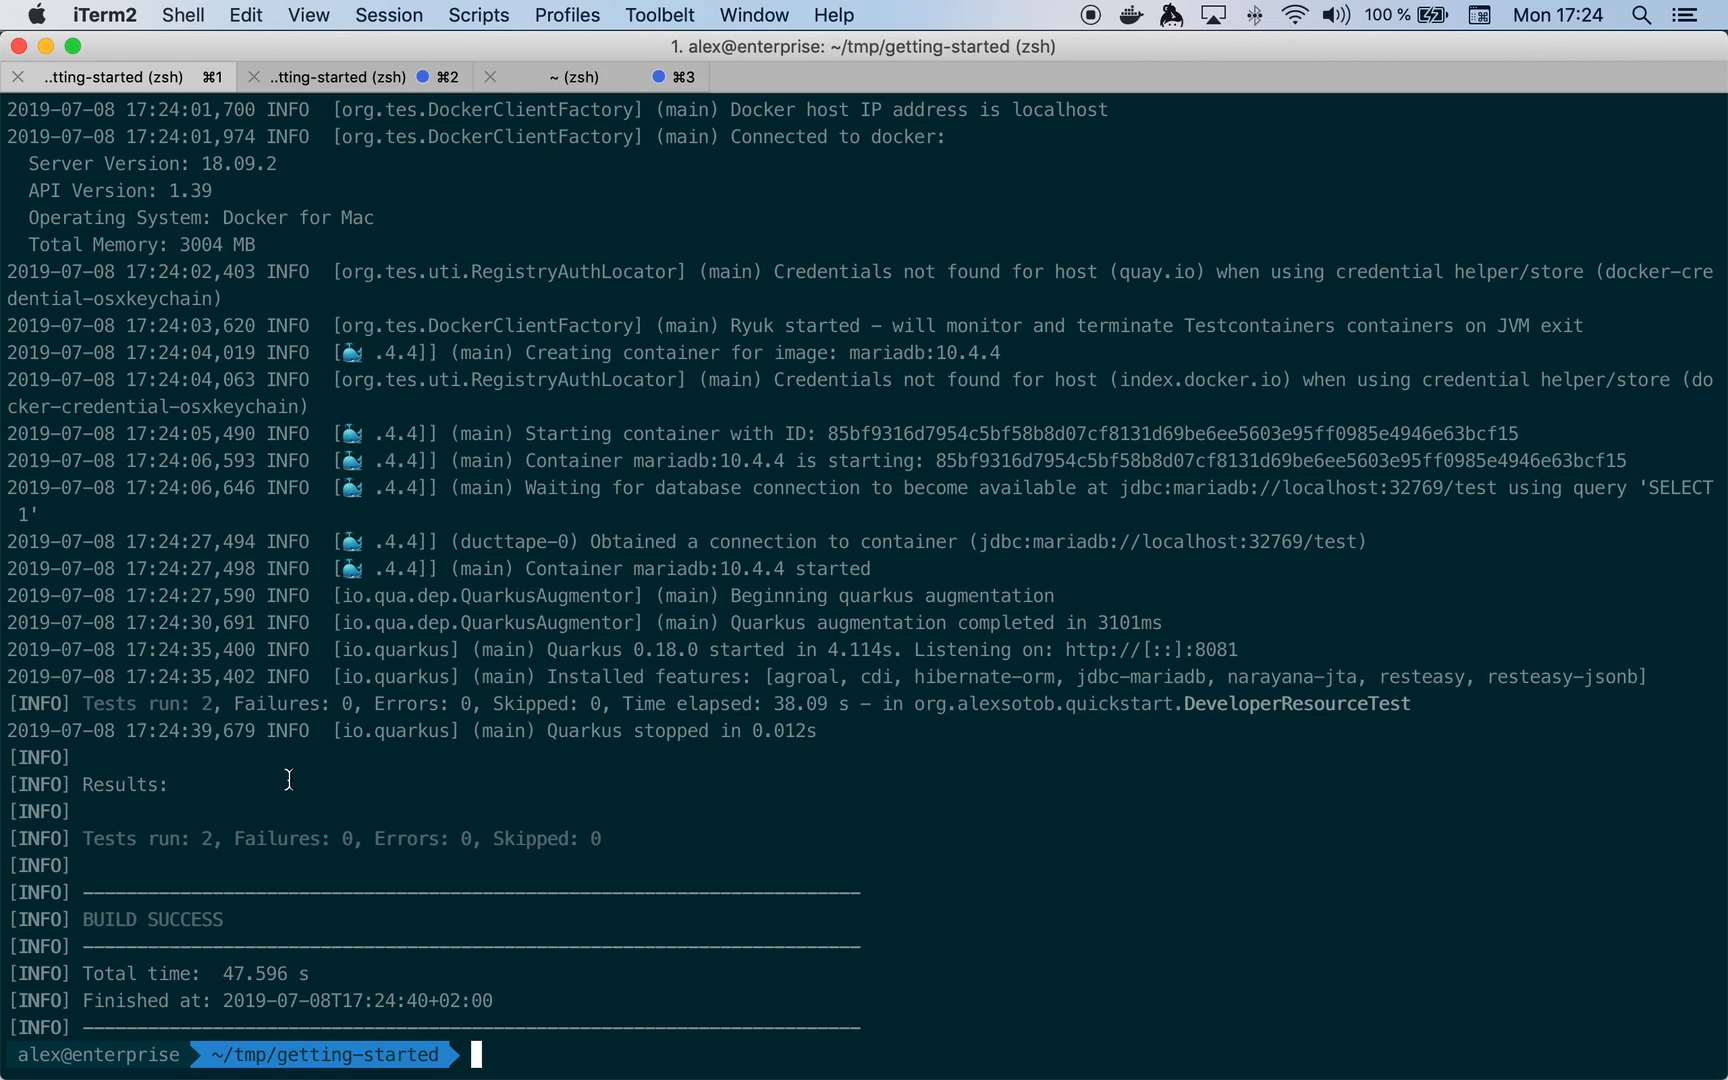 iTerm2 Shell Edit View Session Scripts Profiles Toolbelt Window Help 100 % Mon 17:24
1. alex@enterprise: ~/tmp/getting-started (zsh)
..tting-started (zsh) ⌘1 ..tting-started (zsh) ⌘2 ~ (zsh) ⌘3
2019-07-08 17:24:01,700 INFO  [org.tes.DockerClientFactory] (main) Docker host IP address is localhost
2019-07-08 17:24:01,974 INFO  [org.tes.DockerClientFactory] (main) Connected to docker:
  Server Version: 18.09.2
  API Version: 1.39
  Operating System: Docker for Mac
  Total Memory: 3004 MB
2019-07-08 17:24:02,403 INFO  [org.tes.uti.RegistryAuthLocator] (main) Credentials not found for host (quay.io) when using credential helper/store (docker-cre
dential-osxkeychain)
2019-07-08 17:24:03,620 INFO  [org.tes.DockerClientFactory] (main) Ryuk started - will monitor and terminate Testcontainers containers on JVM exit
2019-07-08 17:24:04,019 INFO  [🐳 .4.4]] (main) Creating container for image: mariadb:10.4.4
2019-07-08 17:24:04,063 INFO  [org.tes.uti.RegistryAuthLocator] (main) Credentials not found for host (index.docker.io) when using credential helper/store (do
cker-credential-osxkeychain)
2019-07-08 17:24:05,490 INFO  [🐳 .4.4]] (main) Starting container with ID: 85bf9316d7954c5bf58b8d07cf8131d69be6ee5603e95ff0985e4946e63bcf15
2019-07-08 17:24:06,593 INFO  [🐳 .4.4]] (main) Container mariadb:10.4.4 is starting: 85bf9316d7954c5bf58b8d07cf8131d69be6ee5603e95ff0985e4946e63bcf15
2019-07-08 17:24:06,646 INFO  [🐳 .4.4]] (main) Waiting for database connection to become available at jdbc:mariadb://localhost:32769/test using query 'SELECT
 1'
2019-07-08 17:24:27,494 INFO  [🐳 .4.4]] (ducttape-0) Obtained a connection to container (jdbc:mariadb://localhost:32769/test)
2019-07-08 17:24:27,498 INFO  [🐳 .4.4]] (main) Container mariadb:10.4.4 started
2019-07-08 17:24:27,590 INFO  [io.qua.dep.QuarkusAugmentor] (main) Beginning quarkus augmentation
2019-07-08 17:24:30,691 INFO  [io.qua.dep.QuarkusAugmentor] (main) Quarkus augmentation completed in 3101ms
2019-07-08 17:24:35,400 INFO  [io.quarkus] (main) Quarkus 0.18.0 started in 4.114s. Listening on: http://[::]:8081
2019-07-08 17:24:35,402 INFO  [io.quarkus] (main) Installed features: [agroal, cdi, hibernate-orm, jdbc-mariadb, narayana-jta, resteasy, resteasy-jsonb]
[INFO] Tests run: 2, Failures: 0, Errors: 0, Skipped: 0, Time elapsed: 38.09 s - in org.alexsotob.quickstart.DeveloperResourceTest
2019-07-08 17:24:39,679 INFO  [io.quarkus] (main) Quarkus stopped in 0.012s
[INFO]
[INFO] Results:
[INFO]
[INFO] Tests run: 2, Failures: 0, Errors: 0, Skipped: 0
[INFO]
[INFO] ------------------------------------------------------------------------
[INFO] BUILD SUCCESS
[INFO] ------------------------------------------------------------------------
[INFO] Total time:  47.596 s
[INFO] Finished at: 2019-07-08T17:24:40+02:00
[INFO] ------------------------------------------------------------------------
alex@enterprise ~/tmp/getting-started